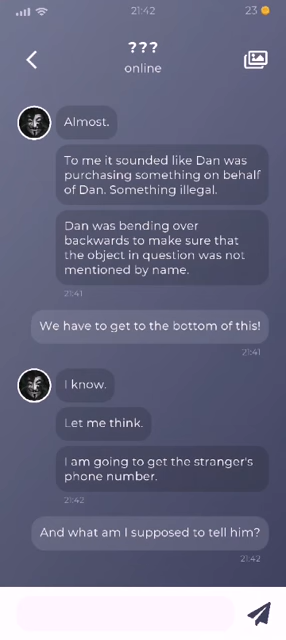 21:42
23
???
online
Almost.
To me it sounded like Dan was
purchasing something on behalf
of Dan. Something illegal.
Dan was bending over
backwards to make sure that
the object in question was not
mentioned by name.
21:41
We have to get to the bottom of this!
21:41
I know.
Let me think.
I am going to get the stranger's
phone number.
21:42
And what am I supposed to tell him?
21:42